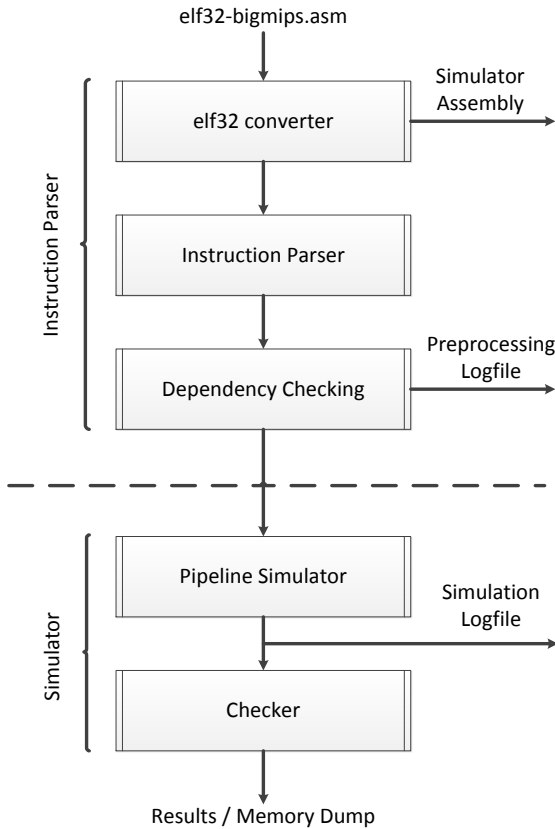 elf32-bigmips.asm
Simulator
Assembly
elf32 converter
Instruction Parser
Instruction Parser
Preprocessing
Logfile
Dependency Checking
Pipeline Simulator
Simulation
Logfile
Simulator
Checker
Results / Memory Dump